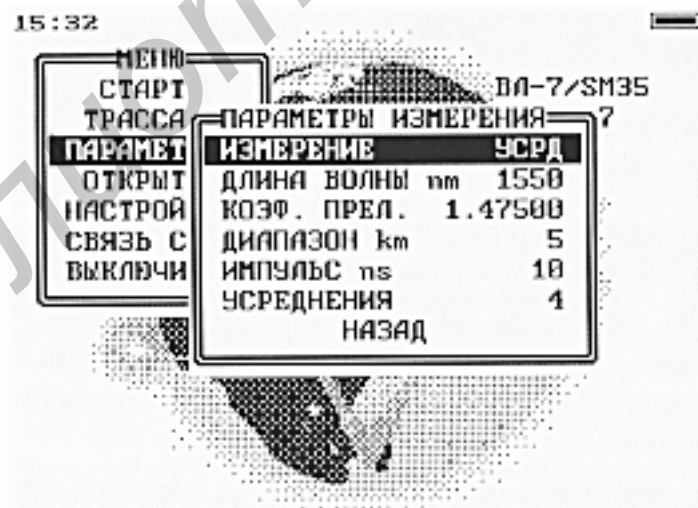 15:32
МЕНЮ
СТАРТ
ТРАССА
ПАРАМЕТ
ОТКРЫТ
НАСТРОЙ
СВЯЗЬ С
ВЫКЛЮЧИ
ВЛ-7/SM35
7
ПАРАМЕТРЫ ИЗМЕРЕНИЯ
ИЗМЕРЕНИЕ УСРД
ДЛИНА ВОЛНЫ nm 1550
КОЭФ. ПРЕЛ. 1.47500
ДИАПАЗОН km 5
ИМПУЛЬС ns 10
УСРЕДНЕНИЯ 4
НАЗАД